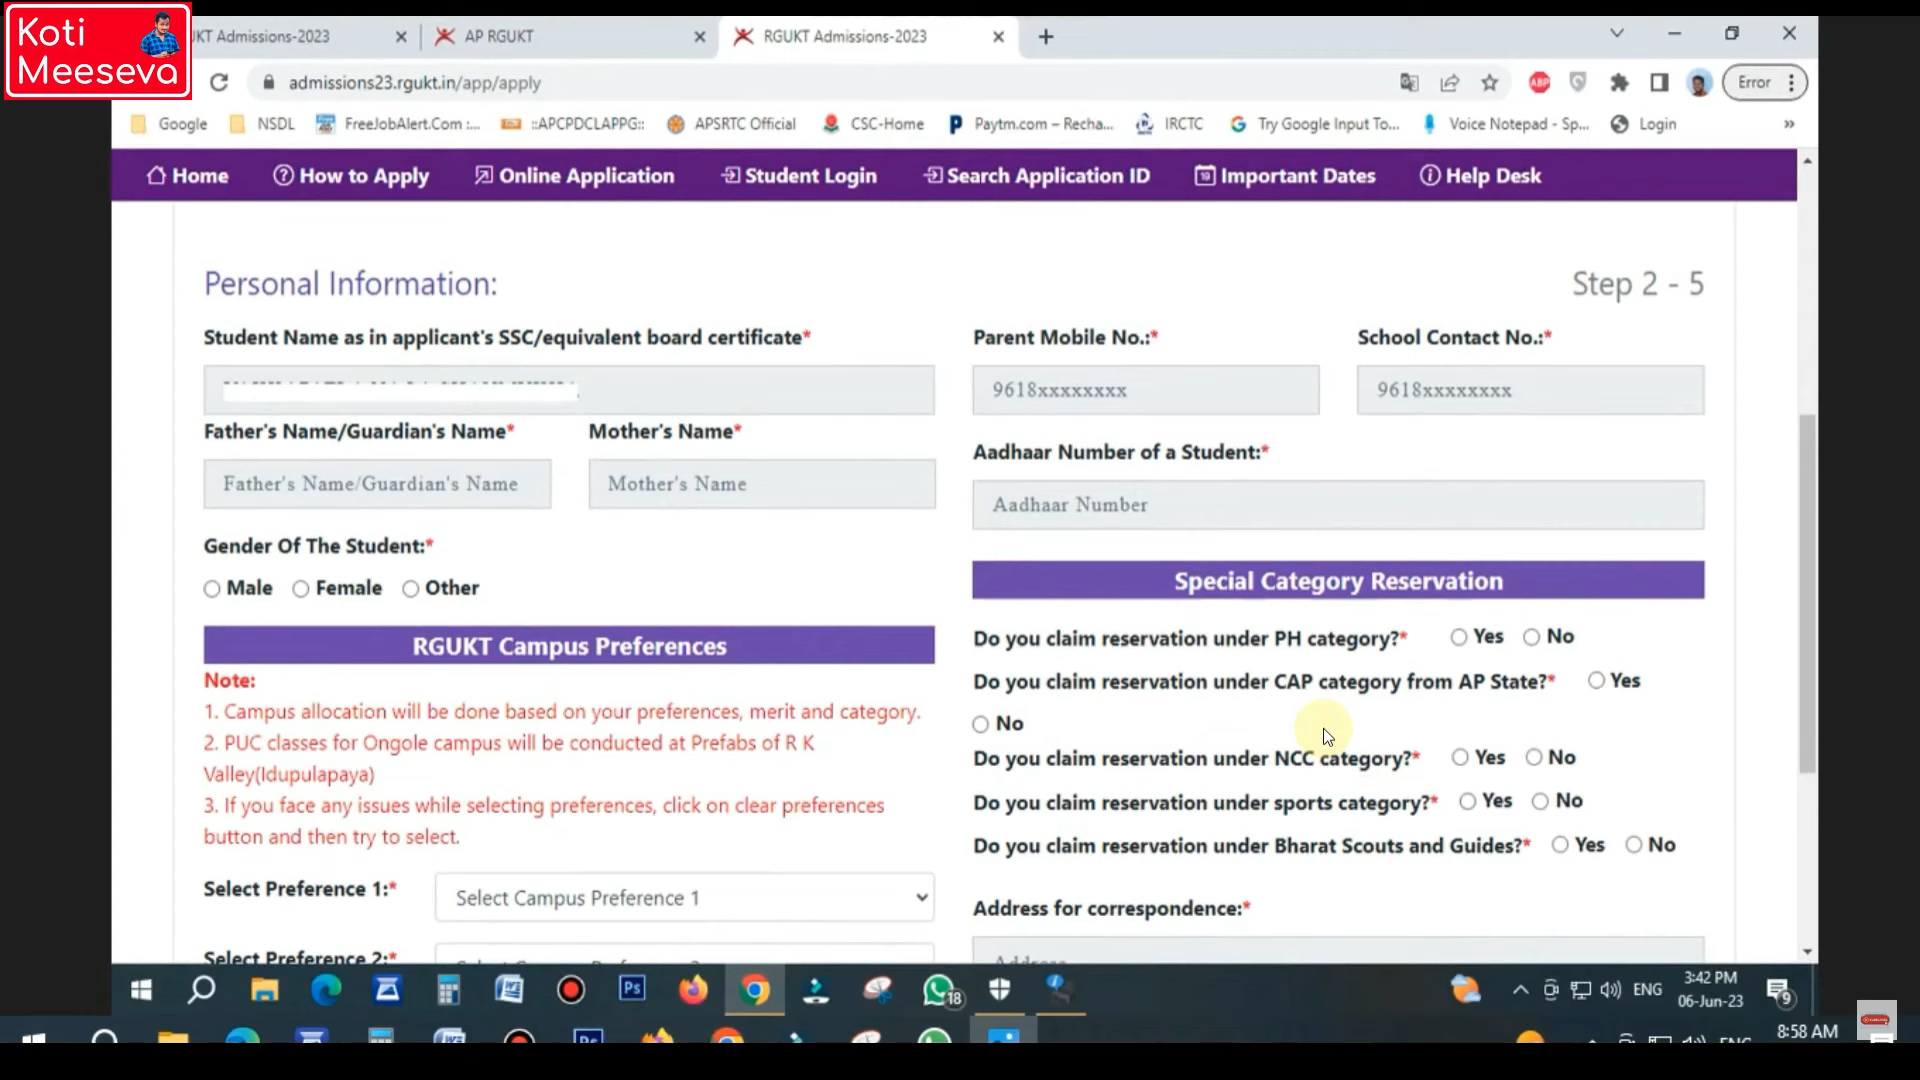 Koti
Meeseva
KT Admissions-2023
AP RGUKT
RGUKT Admissions-2023
admissions23.rgukt.in/app/apply
ABP
Error
Google
NSDL
FreeJobAlert.Com :...
::APCPDCLAPPG::
APSRTC Official
CSC-Home
Paytm.com – Recha...
IRCTC
Try Google Input To...
Voice Notepad - Sp...
Login
»
Home
How to Apply
Online Application
Student Login
Search Application ID
Important Dates
Help Desk
Personal Information:
Step 2 - 5
Student Name as in applicant's SSC/equivalent board certificate*
Parent Mobile No.:*
School Contact No.:*
9618xxxxxxxx
9618xxxxxxxx
Father's Name/Guardian's Name*
Mother's Name*
Aadhaar Number of a Student:*
Father's Name/Guardian's Name
Mother's Name
Aadhaar Number
Gender Of The Student:*
Male
Female
Other
Special Category Reservation
RGUKT Campus Preferences
Do you claim reservation under PH category?* Yes No
Note:
Do you claim reservation under CAP category from AP State?* Yes
1. Campus allocation will be done based on your preferences, merit and category.
No
2. PUC classes for Ongole campus will be conducted at Prefabs of R K
Do you claim reservation under NCC category?* Yes No
Valley(Idupulapaya)
3. If you face any issues while selecting preferences, click on clear preferences
Do you claim reservation under sports category?* Yes No
button and then try to select.
Do you claim reservation under Bharat Scouts and Guides?* Yes No
Select Preference 1:*
Select Campus Preference 1
Address for correspondence:*
Select Preference 2:*
Address
Ps
18
ENG
3:42 PM
06-Jun-23
9
8:58 AM